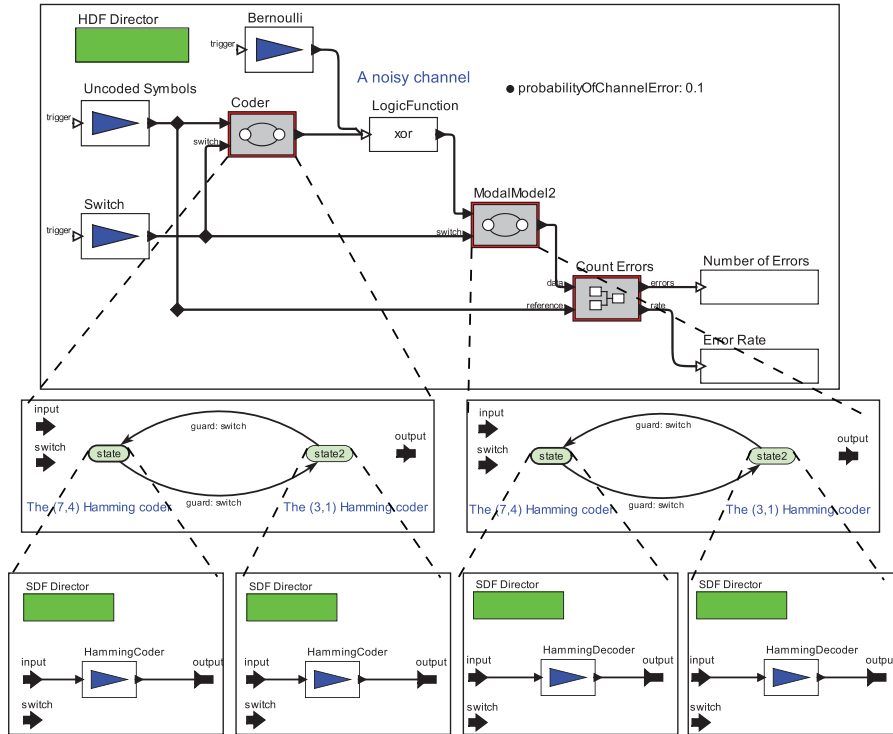 HDF Director
Bernoulli
trigger
A noisy channel
probabilityOfChannelError: 0.1
Uncoded Symbols
Coder
LogicFunction
trigger
switch
xor
Switch
ModalModel2
trigger
switch
Count Errors
Number of Errors
data
errors
reference
rate
Error Rate
input
guard: switch
switch
output
state
state2
guard: switch
The (7,4) Hamming coder
The (3,1) Hamming coder
input
guard: switch
switch
output
state
state2
guard: switch
The (7,4) Hamming coder
The (3,1) Hamming coder
SDF Director
HammingCoder
input
output
switch
SDF Director
HammingCoder
input
output
switch
SDF Director
HammingDecoder
input
output
switch
SDF Director
HammingDecoder
input
output
switch